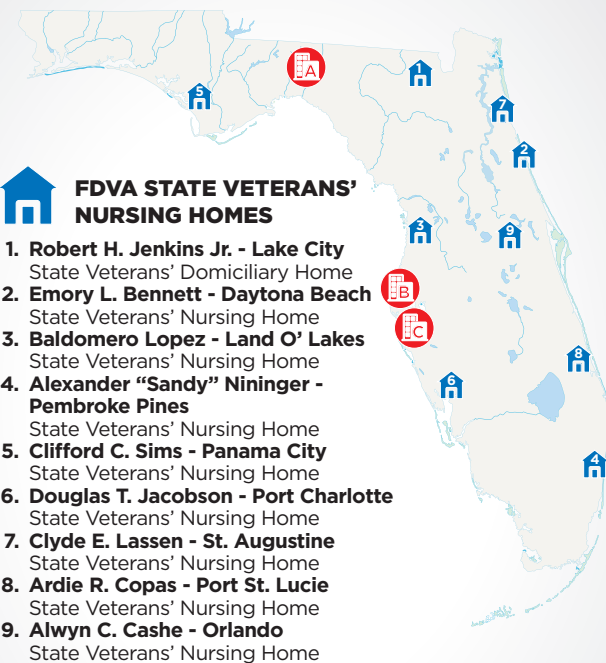 A
1
5
7
2
3
9
B
C
8
6
4
FDVA STATE VETERANS’
NURSING HOMES
1. Robert H. Jenkins Jr. - Lake City
State Veterans’ Domiciliary Home
2. Emory L. Bennett - Daytona Beach
State Veterans’ Nursing Home
3. Baldomero Lopez - Land O’ Lakes
State Veterans’ Nursing Home
4. Alexander “Sandy” Nininger -
Pembroke Pines
State Veterans’ Nursing Home
5. Clifford C. Sims - Panama City
State Veterans’ Nursing Home
6. Douglas T. Jacobson - Port Charlotte
State Veterans’ Nursing Home
7. Clyde E. Lassen - St. Augustine
State Veterans’ Nursing Home
8. Ardie R. Copas - Port St. Lucie
State Veterans’ Nursing Home
9. Alwyn C. Cashe - Orlando
State Veterans’ Nursing Home